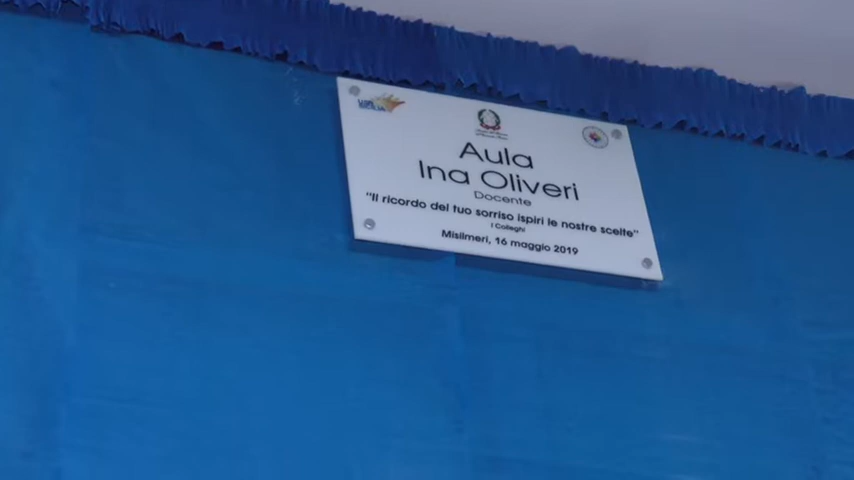 Aula
Ina Oliveri
Docente
"Il ricordo del tuo sorriso ispiri le nostre scelte"
I Colleghi
Misilmeri, 16 maggio 2019